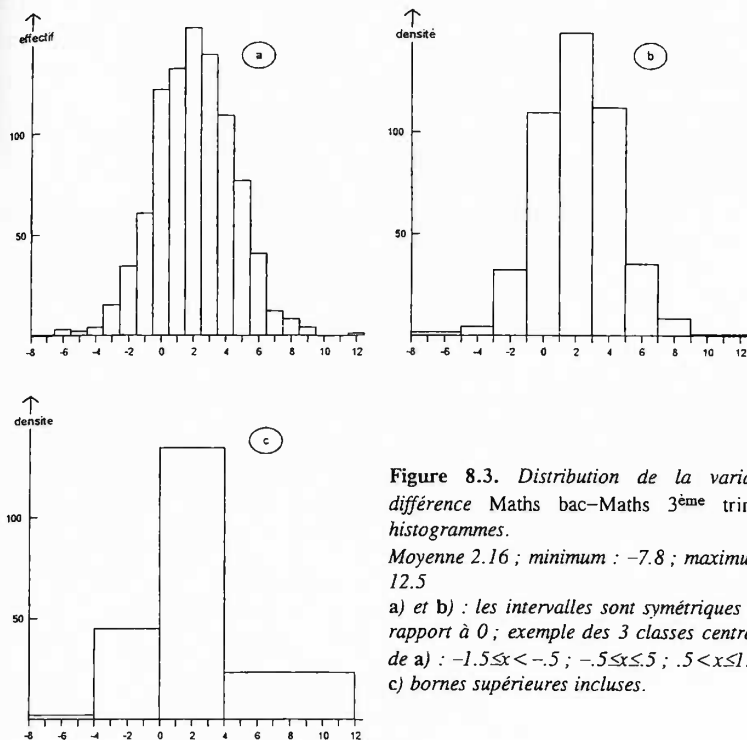 effectif
a
100
50
-8 -6 -4 -2 0 2 4 6 8 10 12
densité
b
100
50
-8 -6 -4 -2 0 2 4 6 8 10 12
densite
c
100
50
-8 -6 -4 -2 0 2 4 6 8 10 12
Figure 8.3. Distribution de la varia
différence Maths bac–Maths 3ème trim
histogrammes.
Moyenne 2.16 ; minimum : –7.8 ; maximu
12.5
a) et b) : les intervalles sont symétriques
rapport à 0 ; exemple des 3 classes centr
de a) : –1.5≤x<–.5 ; –.5≤x≤.5 ; .5<x≤1.
c) bornes supérieures incluses.